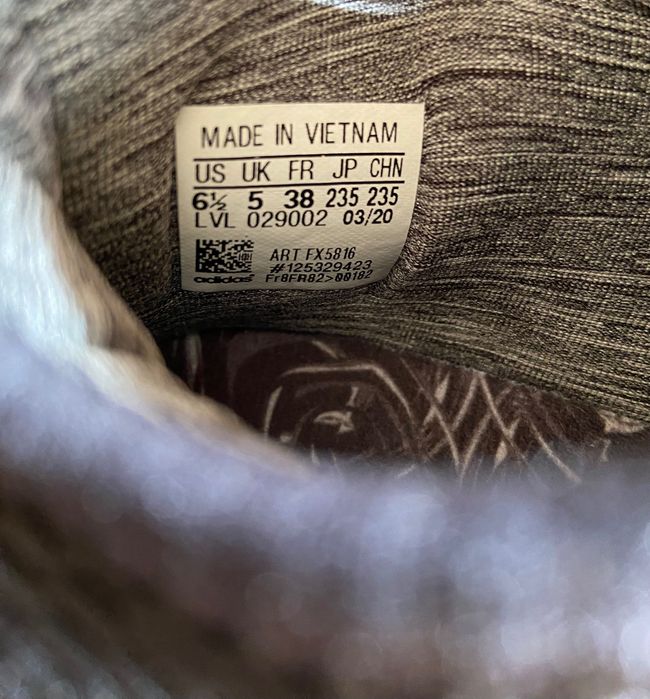 MADE IN VIETNAM
US UK FR JP CHN
6½ 5 38 235 235
LVL 029002 03/20
ART FX5816
#125329423
adidas Fr8FR82>00182